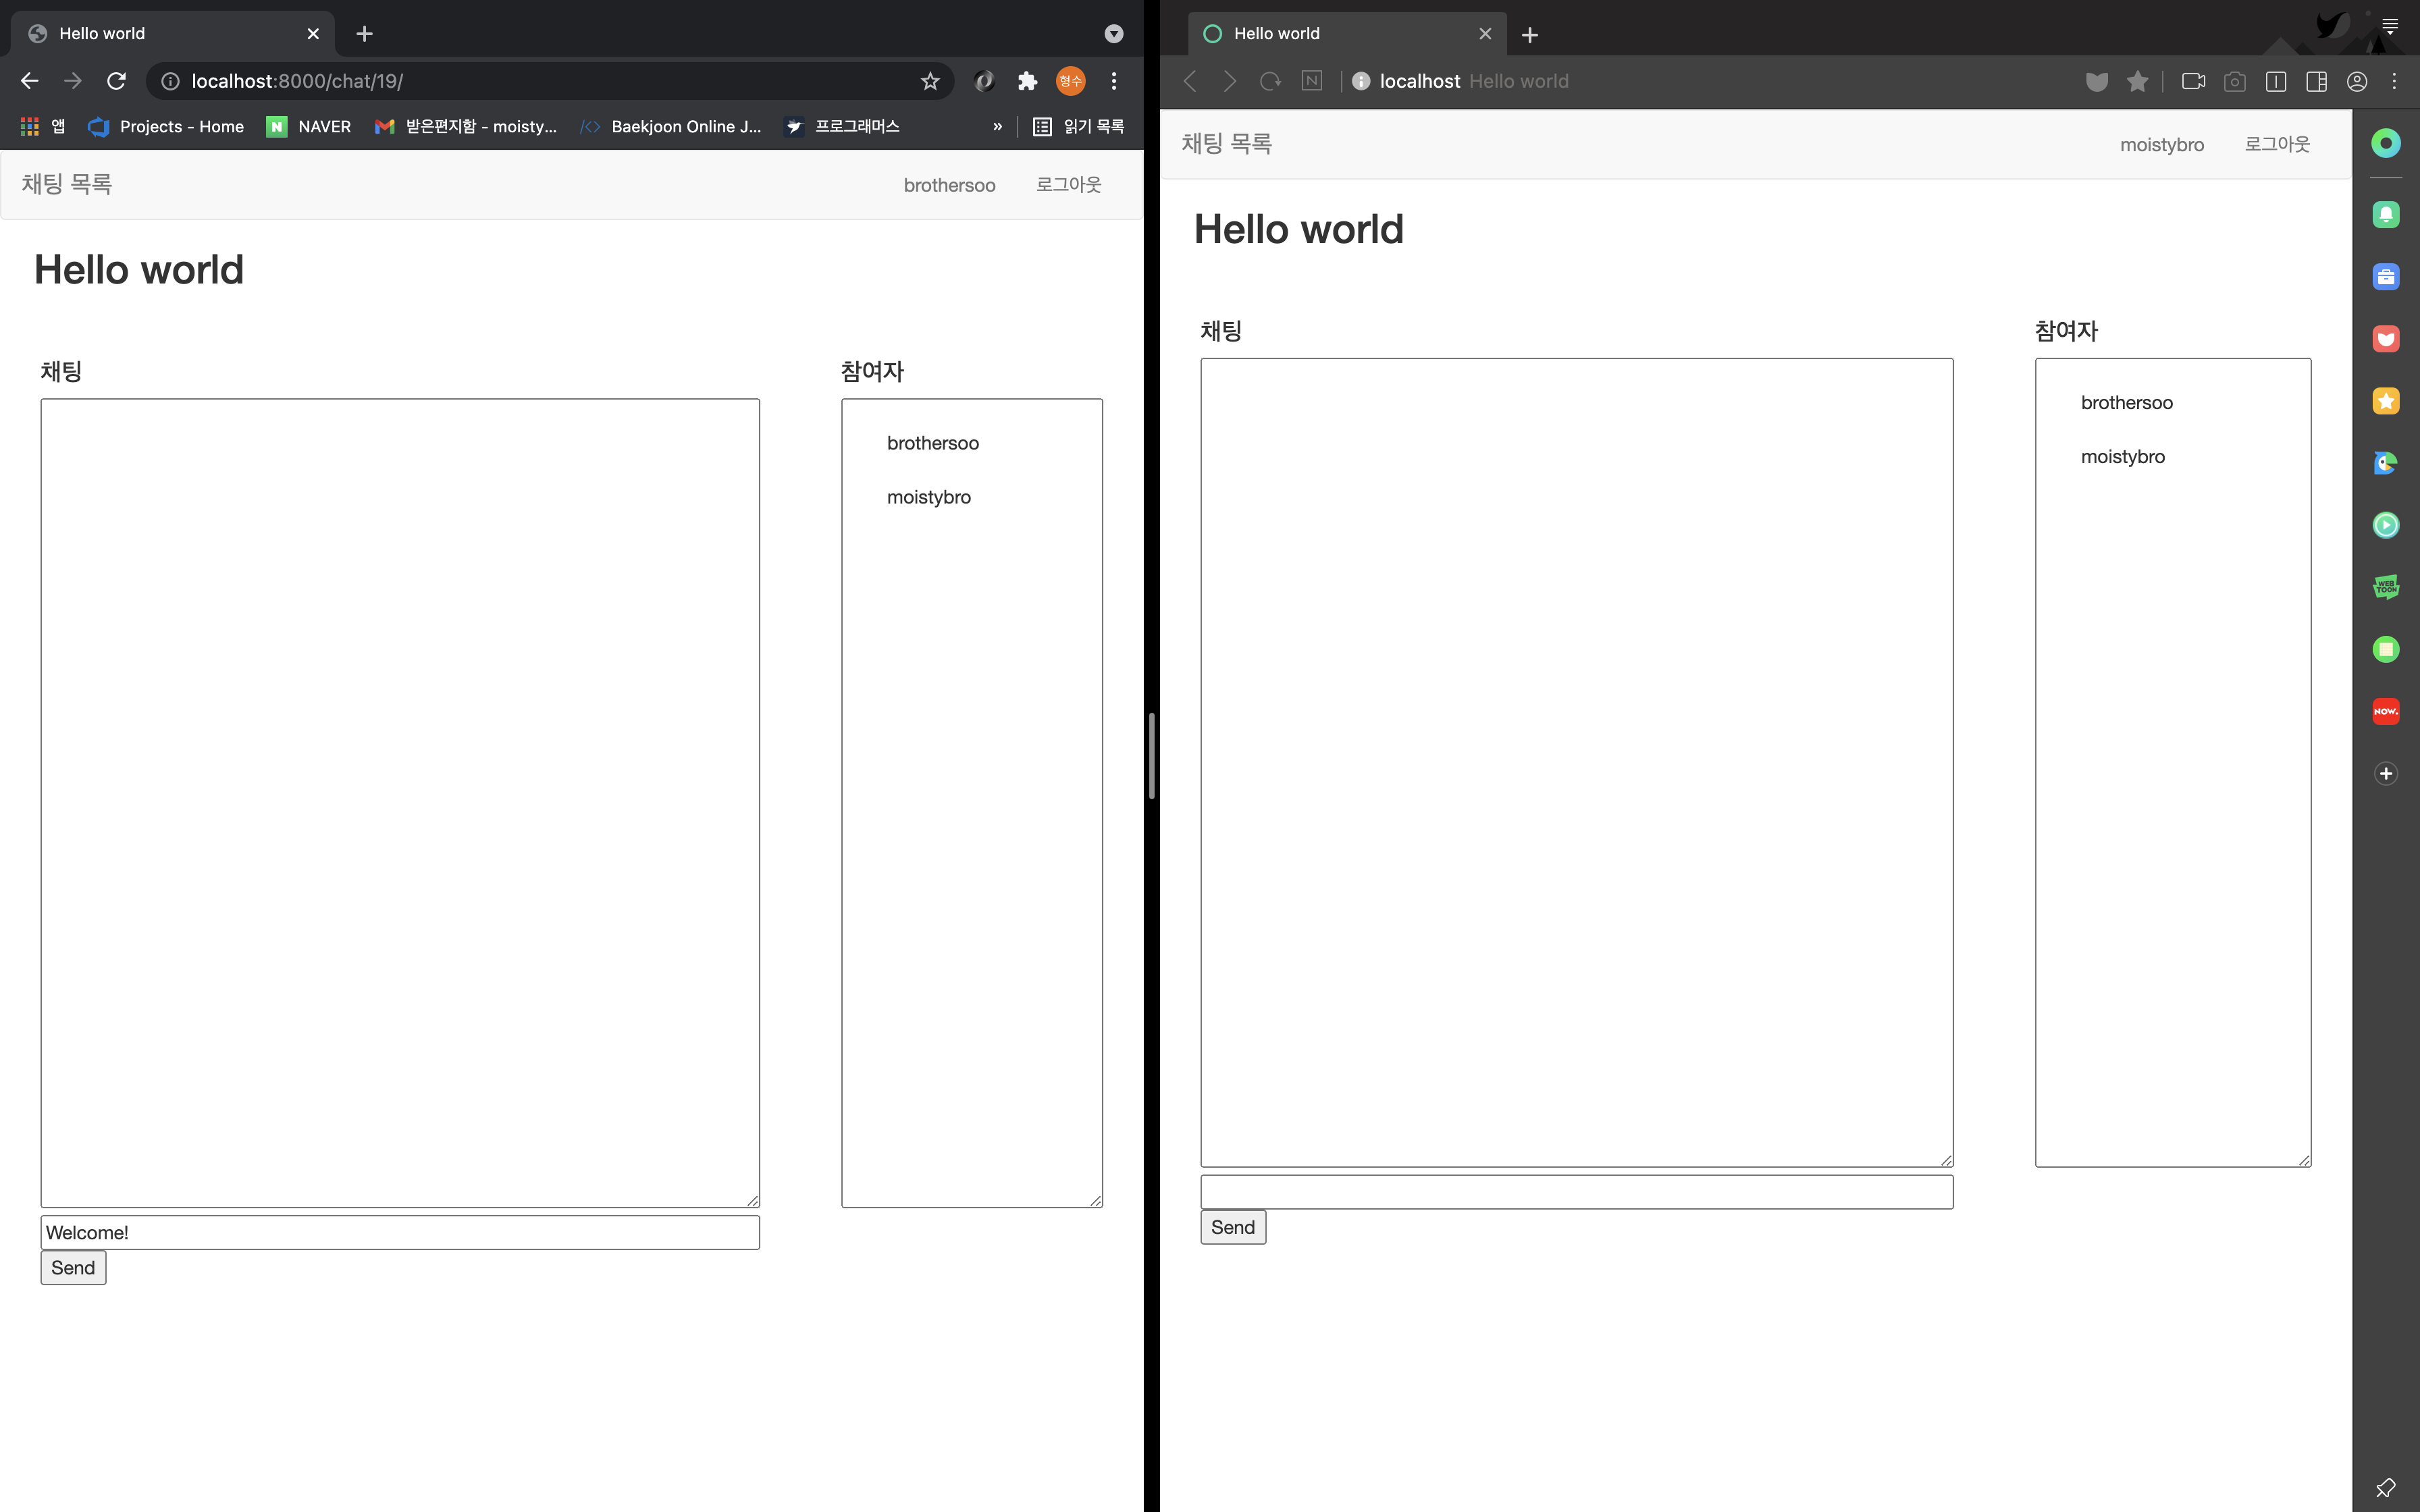 Hello world
localhost:8000/chat/19/
형수
앱 Projects - Home NAVER 받은편지함 - moisty... Baekjoon Online J... 프로그래머스 » 읽기 목록
채팅 목록 brothersoo 로그아웃
Hello world
채팅 참여자
brothersoo
moistybro
Welcome!
Send
Hello world
N localhost Hello world
채팅 목록 moistybro 로그아웃
Hello world
채팅 참여자
brothersoo
moistybro
Send
WEB
TOON
NOW.